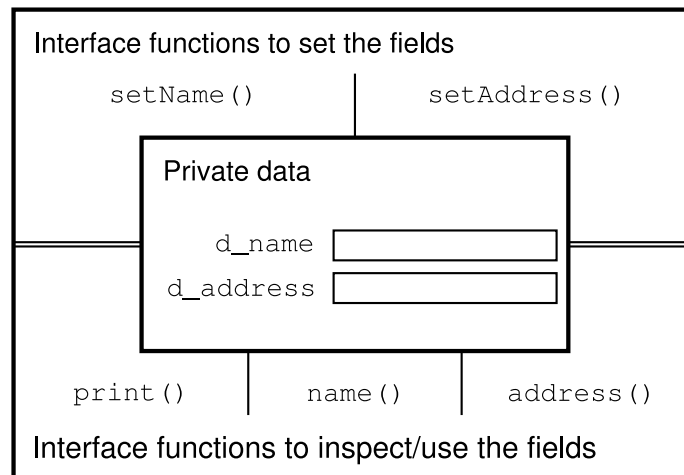 Interface functions to set the fields
setName() setAddress()
Private data
d_name
d_address
print() name() address()
Interface functions to inspect/use the fields